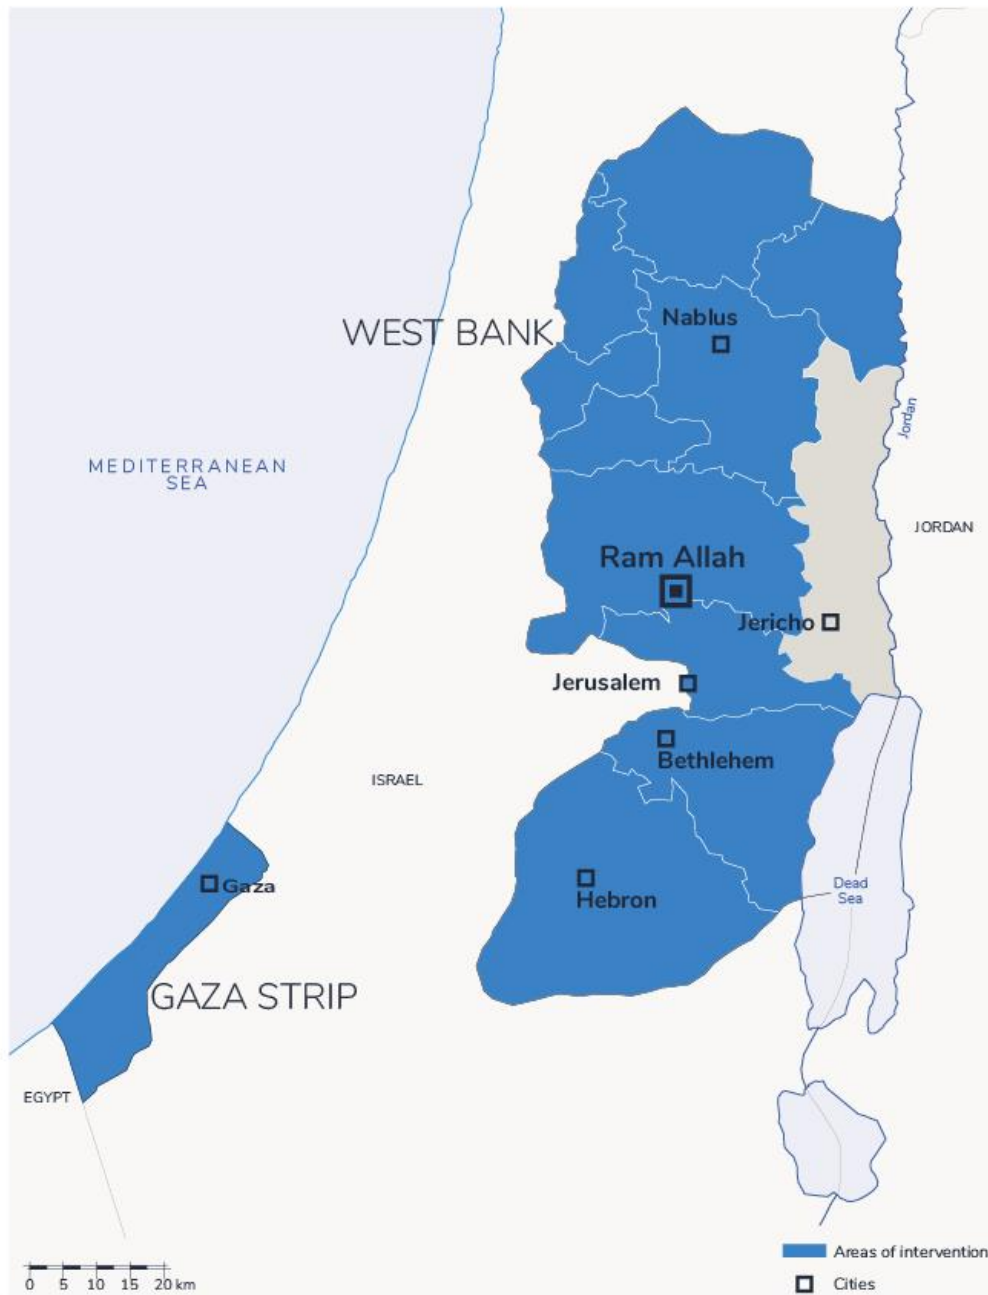 Nablus
WEST BANK
Jordan
MEDITERRANEAN
SEA
JORDAN
Ram Allah
Jericho
Jerusalem
Bethlehem
ISRAEL
Gaza
Dead
Sea
Hebron
GAZA STRIP
EGYPT
Areas of intervention
0 5 10 15 20 km
Cities